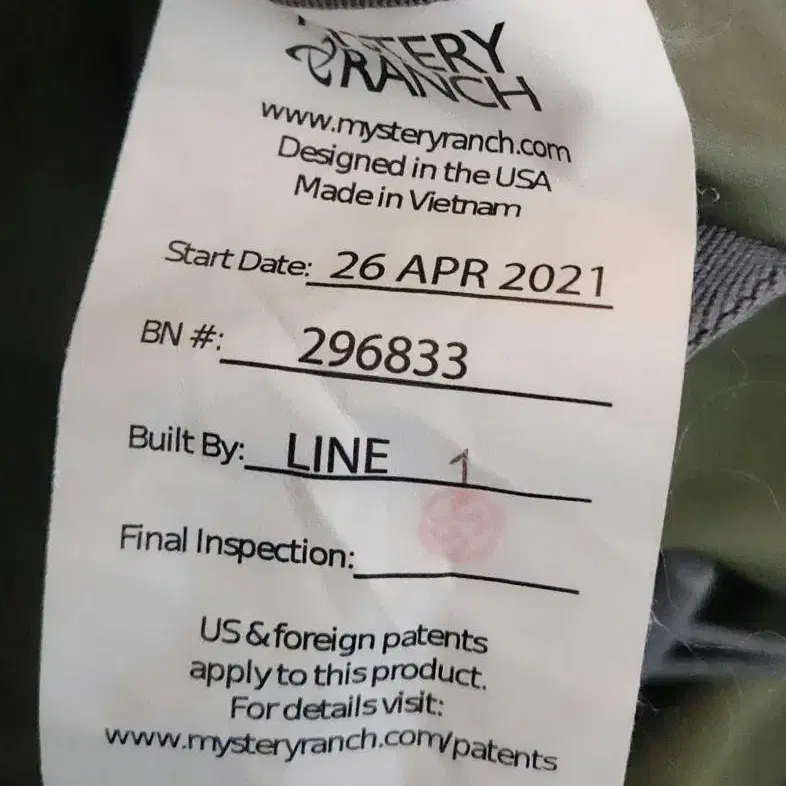 MYSTERY
RANCH
www.mysteryranch.com
Designed in the USA
Made in Vietnam
Start Date: 26 APR 2021
BN #: 296833
Built By: LINE 1
Final Inspection:
US & foreign patents
apply to this product.
For details visit:
www.mysteryranch.com/patents